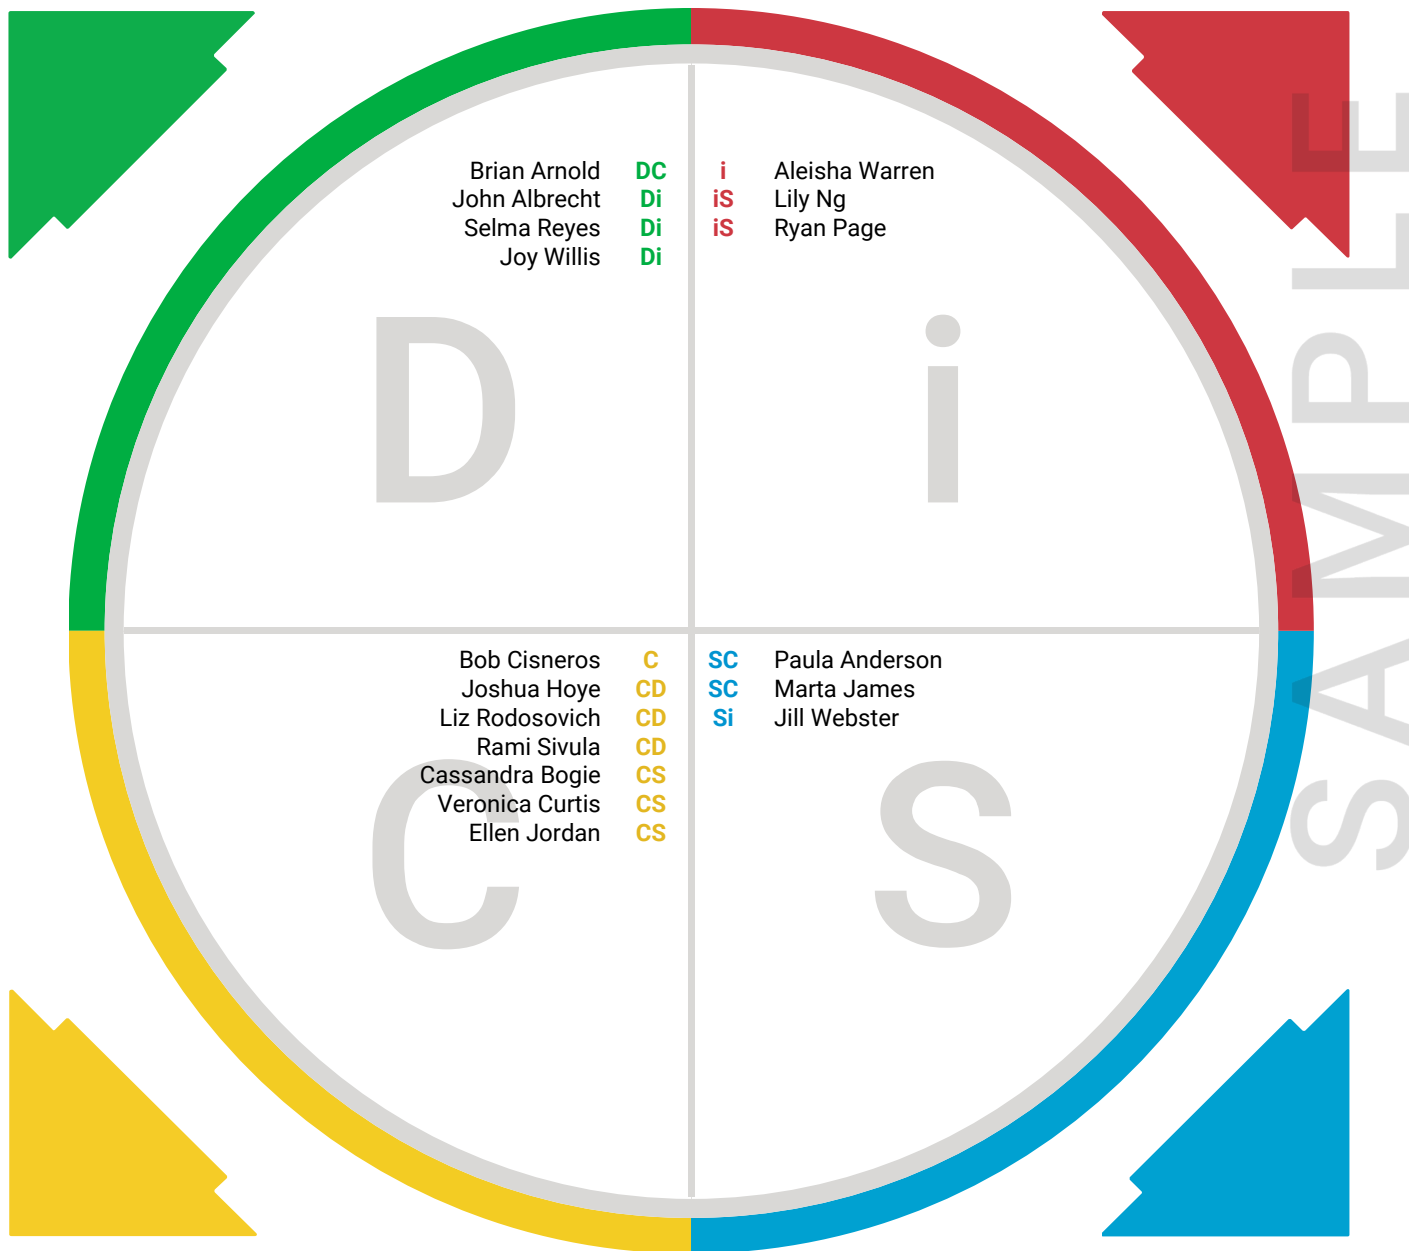 Brian Arnold DC
John Albrecht Di
Selma Reyes Di
Joy Willis Di
i Aleisha Warren
iS Lily Ng
iS Ryan Page
D
i
Bob Cisneros C
Joshua Hoye CD
Liz Rodosovich CD
Rami Sivula CD
Cassandra Bogie CS
Veronica Curtis CS
Ellen Jordan CS
SC Paula Anderson
SC Marta James
Si Jill Webster
C
S
SAMPLE